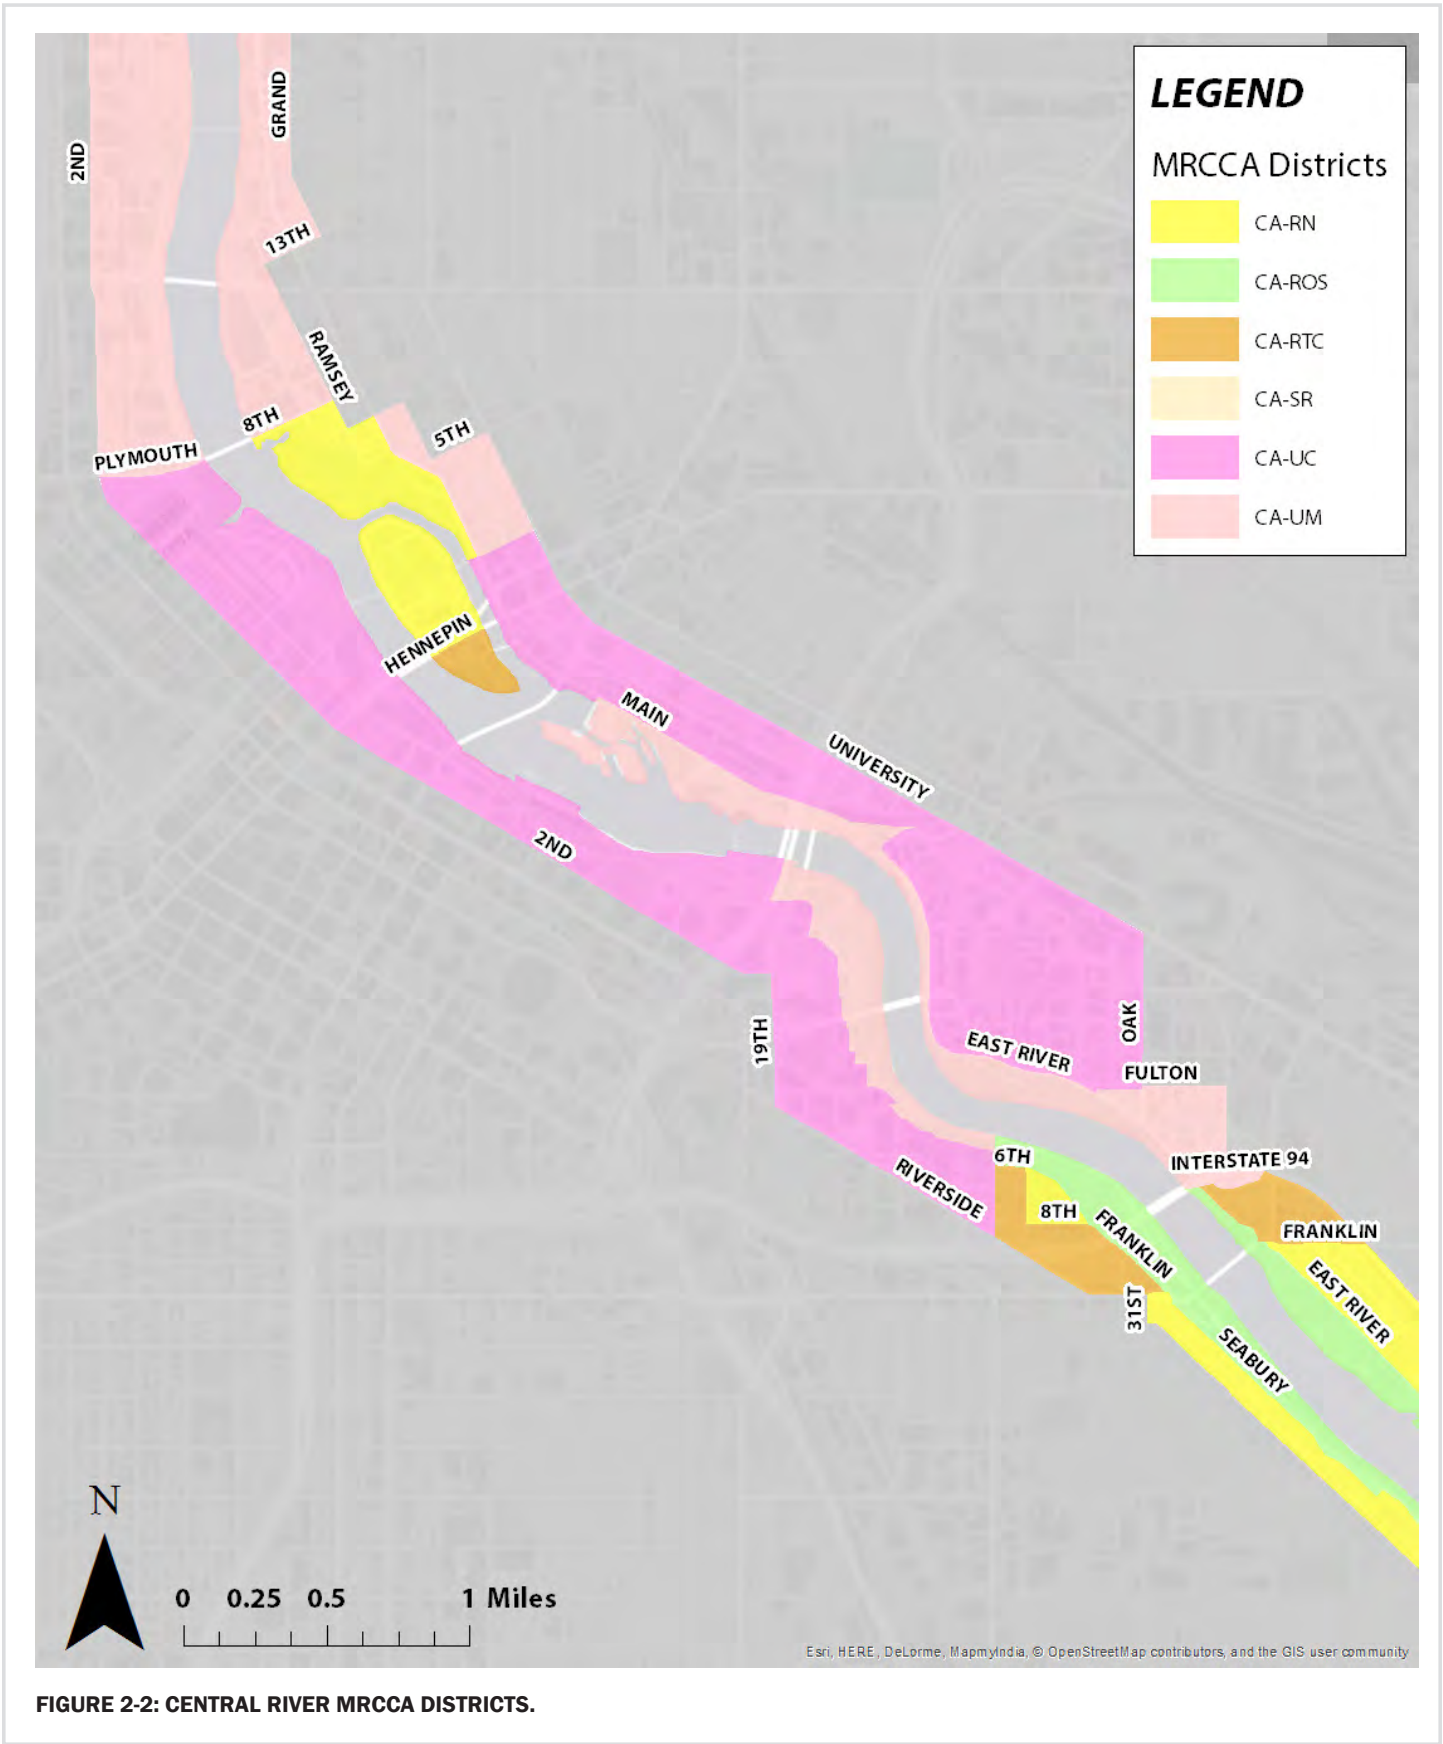 LEGEND
MRCCA Districts
CA-RN
CA-ROS
CA-RTC
CA-SR
CA-UC
CA-UM
GRAND
2ND
13TH
RAMSEY
8TH
5TH
PLYMOUTH
HENNEPIN
MAIN
UNIVERSITY
2ND
19TH
OAK
EAST RIVER
FULTON
6TH
INTERSTATE 94
RIVERSIDE
8TH
FRANKLIN
FRANKLIN
EAST RIVER
31ST
SEABURY
N
0 0.25 0.5 1 Miles
Esri, HERE, DeLorme, MapmyIndia, © OpenStreetMap contributors, and the GIS user community
FIGURE 2-2: CENTRAL RIVER MRCCA DISTRICTS.